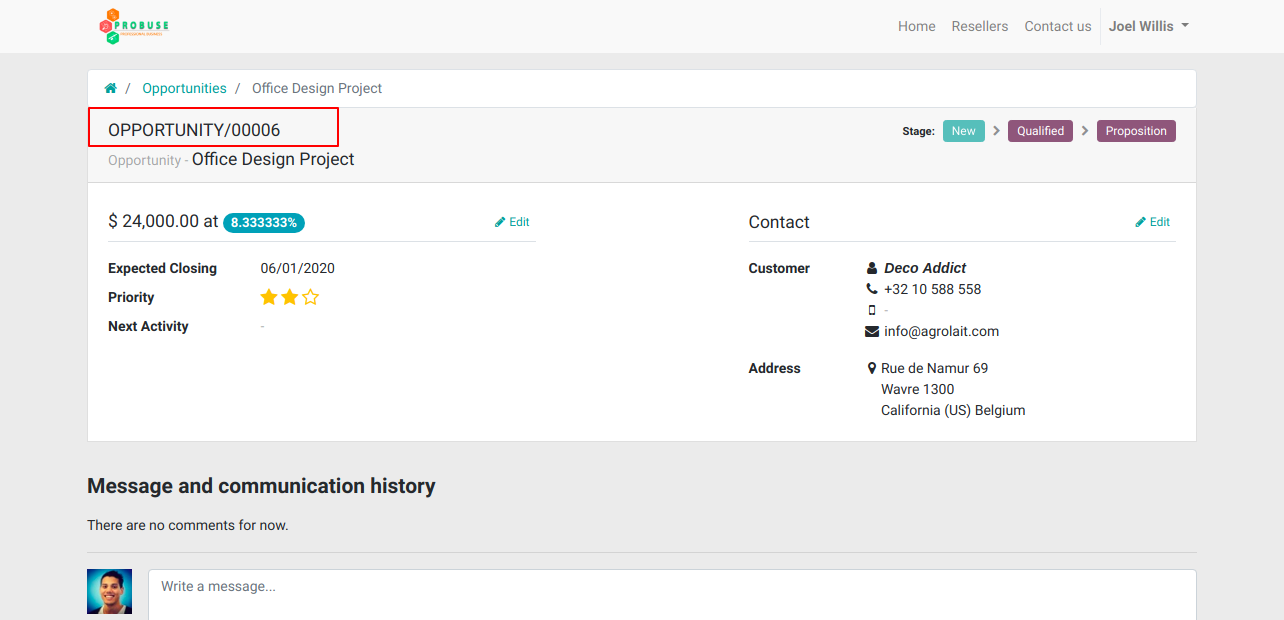 PROBUSE
Home Resellers Contact us Joel Willis
/ Opportunities / Office Design Project
OPPORTUNITY/00006
Stage: New Qualified Proposition
Opportunity - Office Design Project
$ 24,000.00 at 8.333333% Edit
Expected Closing 06/01/2020
Priority
Next Activity -
Contact Edit
Customer Deco Addict
+32 10 588 558
-
info@agrolait.com
Address Rue de Namur 69
Wavre 1300
California (US) Belgium
Message and communication history
There are no comments for now.
Write a message...